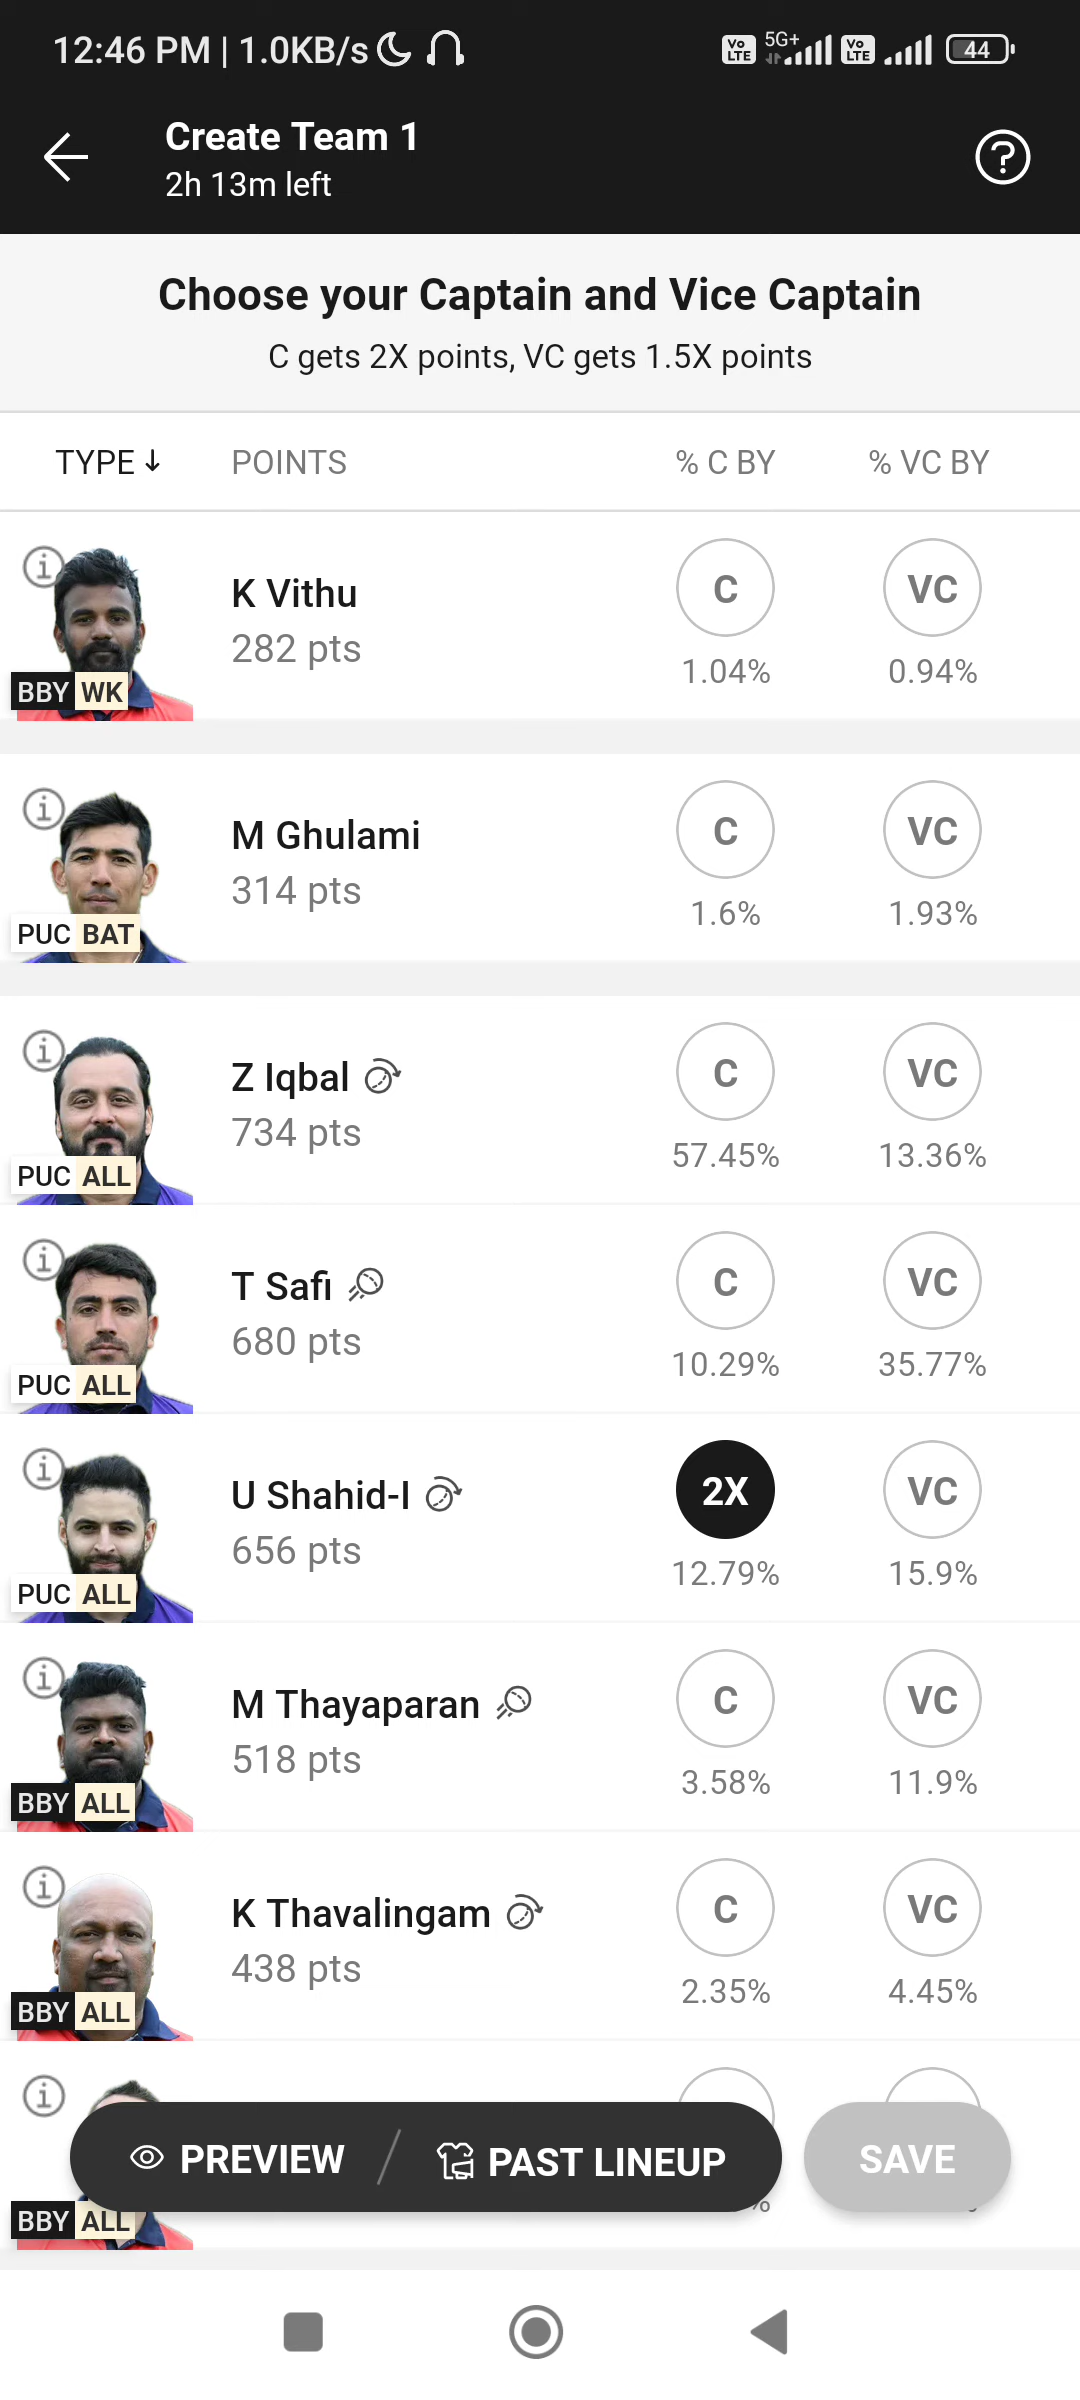 12:46 PM | 1.0KB/s Vo LTE 5G+ Vo LTE 44
Create Team 1
2h 13m left
Choose your Captain and Vice Captain
C gets 2X points, VC gets 1.5X points
TYPE ↓ POINTS % C BY % VC BY
K Vithu C VC
282 pts 1.04% 0.94%
BBY WK
M Ghulami C VC
314 pts 1.6% 1.93%
PUC BAT
Z Iqbal C VC
734 pts 57.45% 13.36%
PUC ALL
T Safi C VC
680 pts 10.29% 35.77%
PUC ALL
U Shahid-I 2X VC
656 pts 12.79% 15.9%
PUC ALL
M Thayaparan C VC
518 pts 3.58% 11.9%
BBY ALL
K Thavalingam C VC
438 pts 2.35% 4.45%
BBY ALL
PREVIEW / PAST LINEUP SAVE
BBY ALL